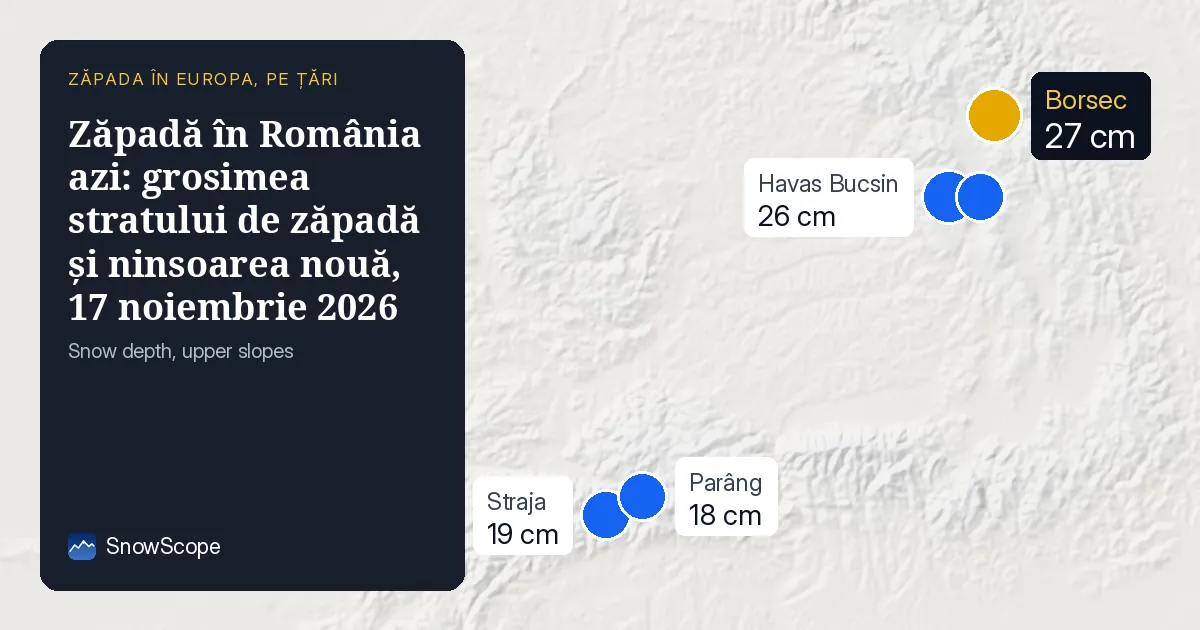 ZĂPADA ÎN EUROPA, PE ȚĂRI
Zăpadă în România
azi: grosimea
stratului de zăpadă
și ninsoarea nouă,
17 noiembrie 2026
Snow depth, upper slopes
SnowScope
Borsec
27 cm
Havas Bucsin
26 cm
Straja
19 cm
Parâng
18 cm